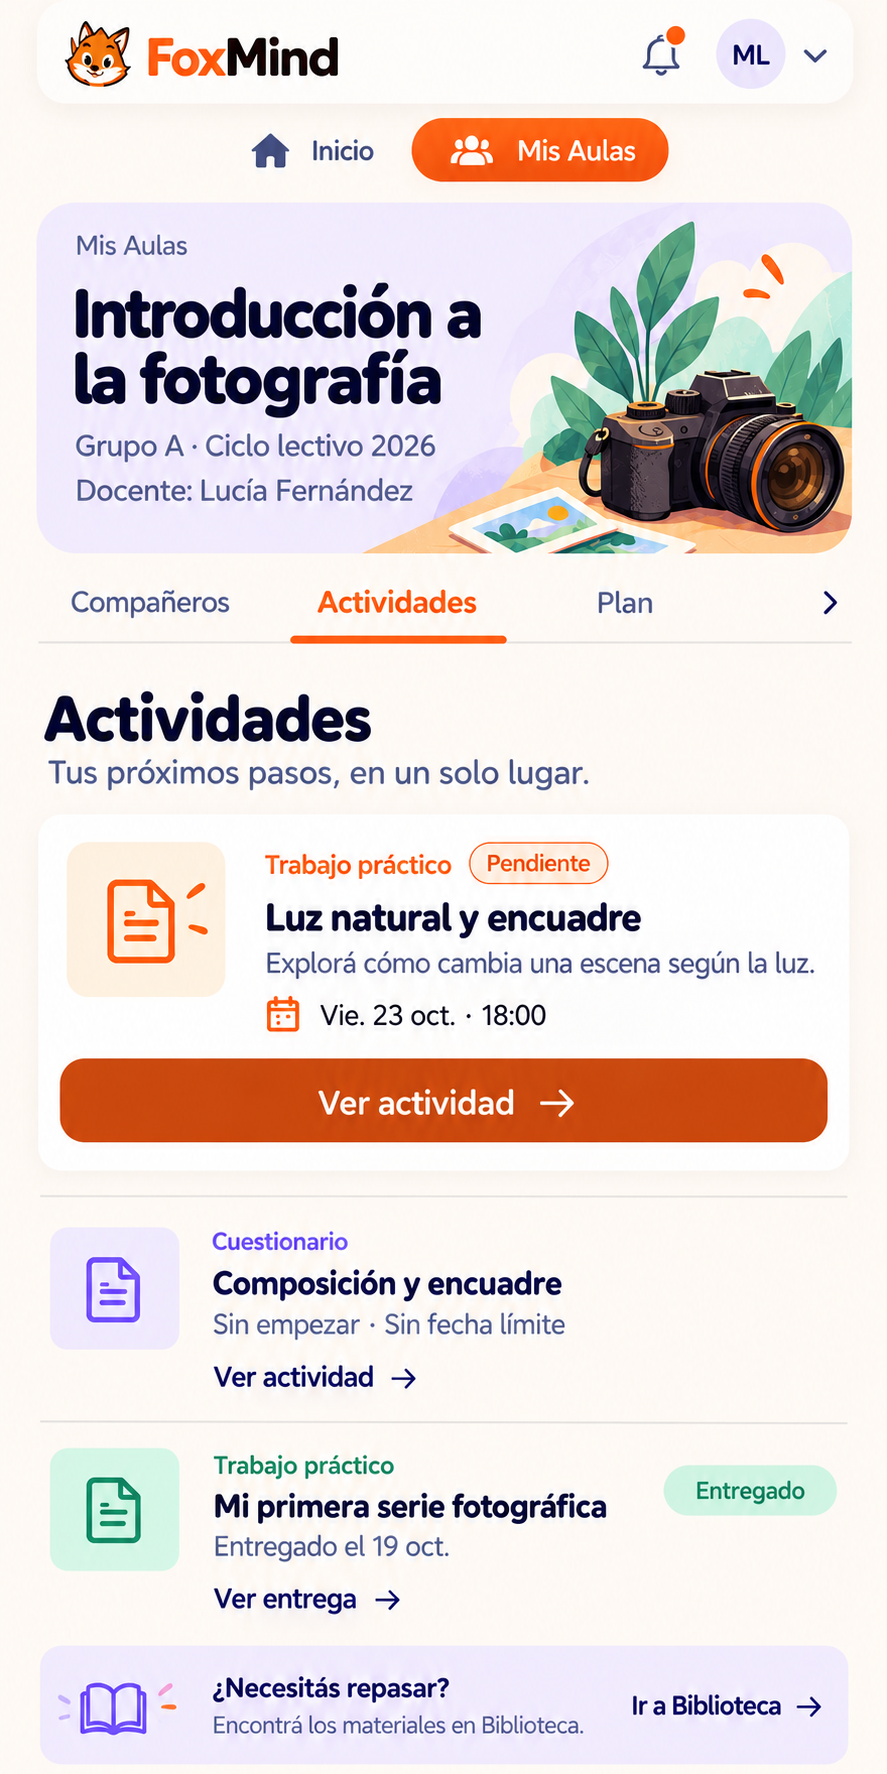 FoxMind
ML
Inicio
Mis Aulas
Mis Aulas
Introducción a
la fotografía
Grupo A · Ciclo lectivo 2026
Docente: Lucía Fernández
Compañeros
Actividades
Plan
Actividades
Tus próximos pasos, en un solo lugar.
Trabajo práctico
Pendiente
Luz natural y encuadre
Explorá cómo cambia una escena según la luz.
Vie. 23 oct. · 18:00
Ver actividad →
Cuestionario
Composición y encuadre
Sin empezar · Sin fecha límite
Ver actividad →
Trabajo práctico
Mi primera serie fotográfica
Entregado
Entregado el 19 oct.
Ver entrega →
¿Necesitás repasar?
Encontrá los materiales en Biblioteca.
Ir a Biblioteca →